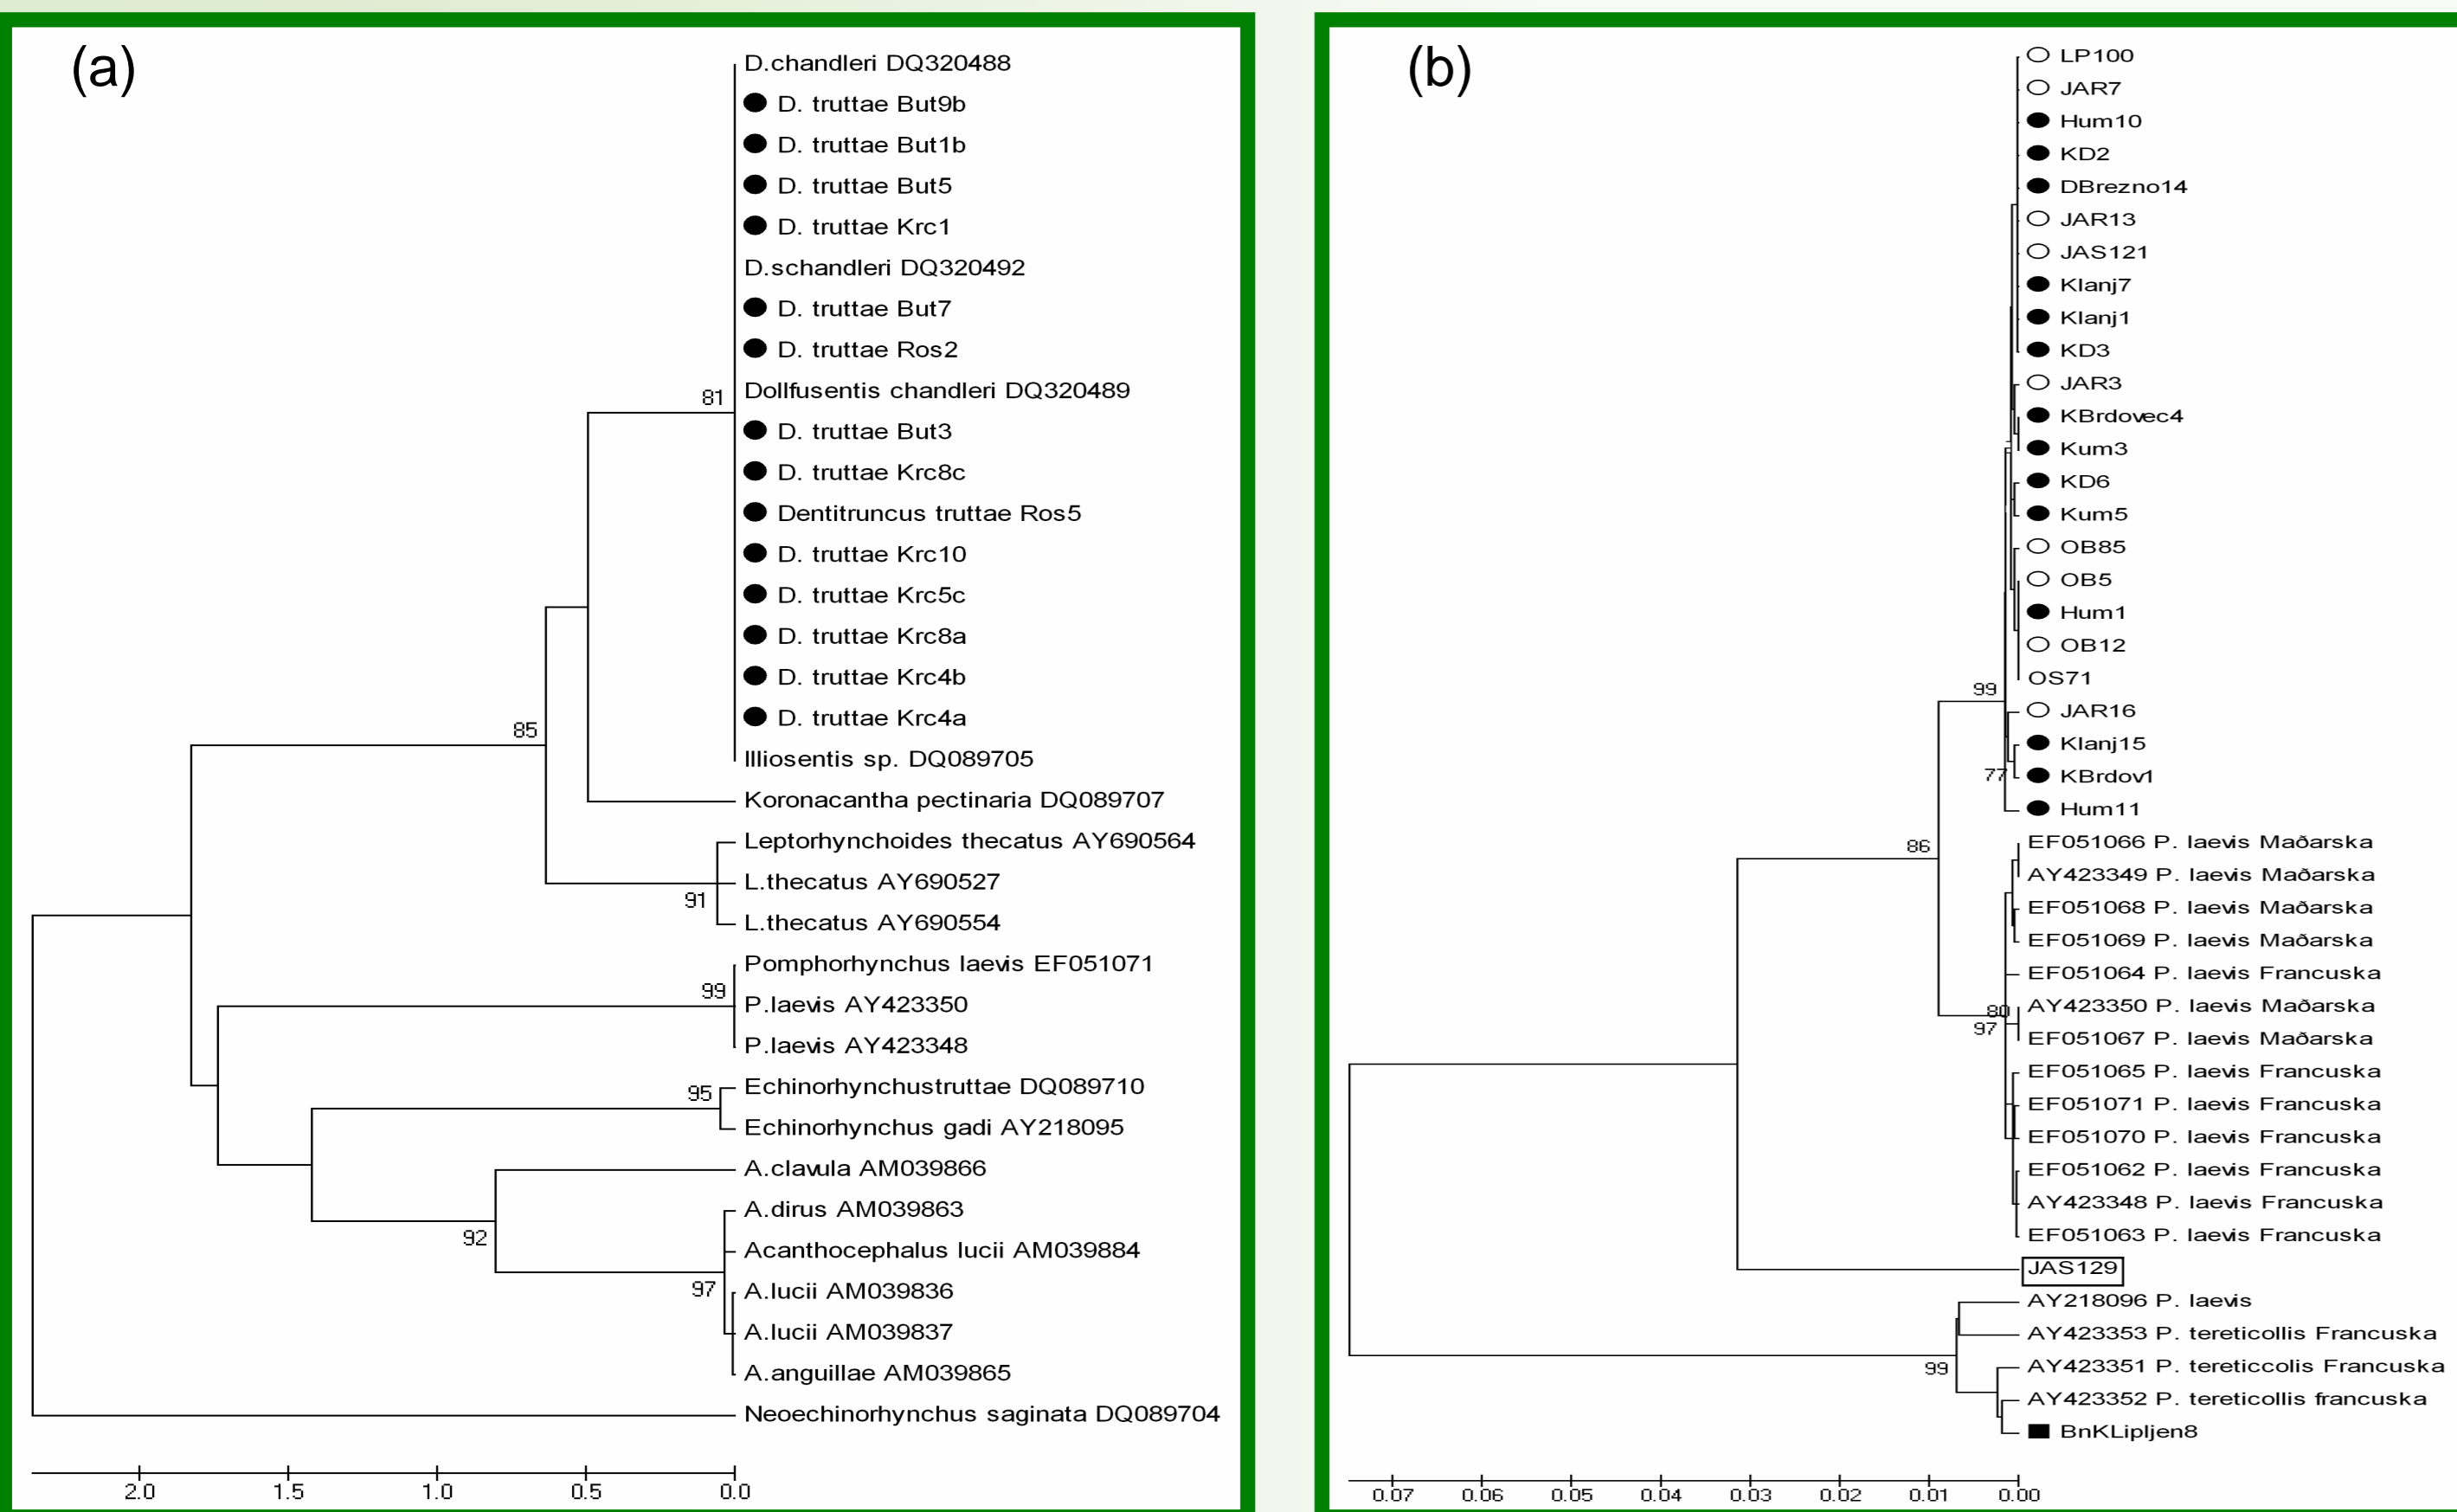 (a)
D.chandleri DQ320488
D. truttae But9b
D. truttae But1b
D. truttae But5
D. truttae Krc1
D.schandleri DQ320492
D. truttae But7
D. truttae Ros2
81
Dollfusentis chandleri DQ320489
D. truttae But3
D. truttae Krc8c
Dentitruncus truttae Ros5
D. truttae Krc10
D. truttae Krc5c
D. truttae Krc8a
D. truttae Krc4b
D. truttae Krc4a
85
Illiosentis sp. DQ089705
Koronacantha pectinaria DQ089707
Leptorhynchoides thecatus AY690564
L.thecatus AY690527
91
L.thecatus AY690554
Pomphorhynchus laevis EF051071
99
P.laevis AY423350
P.laevis AY423348
95
Echinorhynchustruttae DQ089710
Echinorhynchus gadi AY218095
A.clavula AM039866
A.dirus AM039863
92
Acanthocephalus lucii AM039884
97
A.lucii AM039836
A.lucii AM039837
A.anguillae AM039865
Neoechinorhynchus saginata DQ089704
2.0 1.5 1.0 0.5 0.0
(b)
LP100
JAR7
Hum10
KD2
DBrezno14
JAR13
JAS121
Klanj7
Klanj1
KD3
JAR3
KBrdovec4
Kum3
KD6
Kum5
OB85
OB5
Hum1
OB12
OS71
99
JAR16
Klanj15
77
KBrdov1
Hum11
86
EF051066 P. laevis Mađarska
AY423349 P. laevis Mađarska
EF051068 P. laevis Mađarska
EF051069 P. laevis Mađarska
EF051064 P. laevis Francuska
80
AY423350 P. laevis Mađarska
97
EF051067 P. laevis Mađarska
EF051065 P. laevis Francuska
EF051071 P. laevis Francuska
EF051070 P. laevis Francuska
EF051062 P. laevis Francuska
AY423348 P. laevis Francuska
EF051063 P. laevis Francuska
JAS129
AY218096 P. laevis
AY423353 P. tereticollis Francuska
99
AY423351 P. tereticcolis Francuska
AY423352 P. tereticollis francuska
BnKLipljen8
0.07 0.06 0.05 0.04 0.03 0.02 0.01 0.00